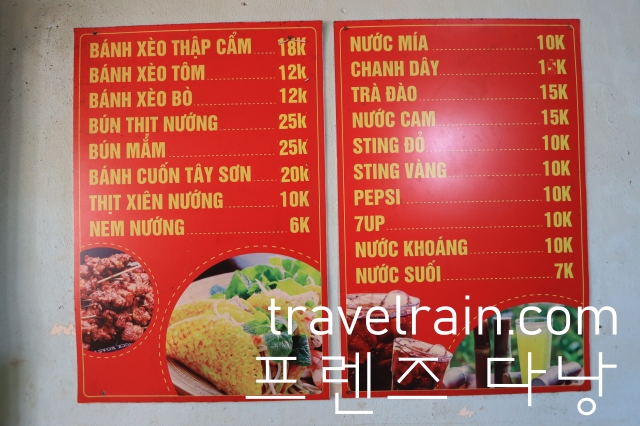 BÁNH XÈO THẬP CẨM 18k
BÁNH XÈO TÔM 12k
BÁNH XÈO BÒ 12k
BÚN THỊT NƯỚNG 25k
BÚN MẮM 25k
BÁNH CUỐN TÂY SƠN 20k
THỊT XIÊN NƯỚNG 10K
NEM NƯỚNG 6K
NƯỚC MÍA 10K
CHANH DÂY
TRÀ ĐÀO 15K
NƯỚC CAM 15K
STING ĐỎ 10K
STING VÀNG 10K
PEPSI 10K
7UP 10K
NƯỚC KHOÁNG 10K
NƯỚC SUỐI 7K
travelrain.com
프렌즈 다낭